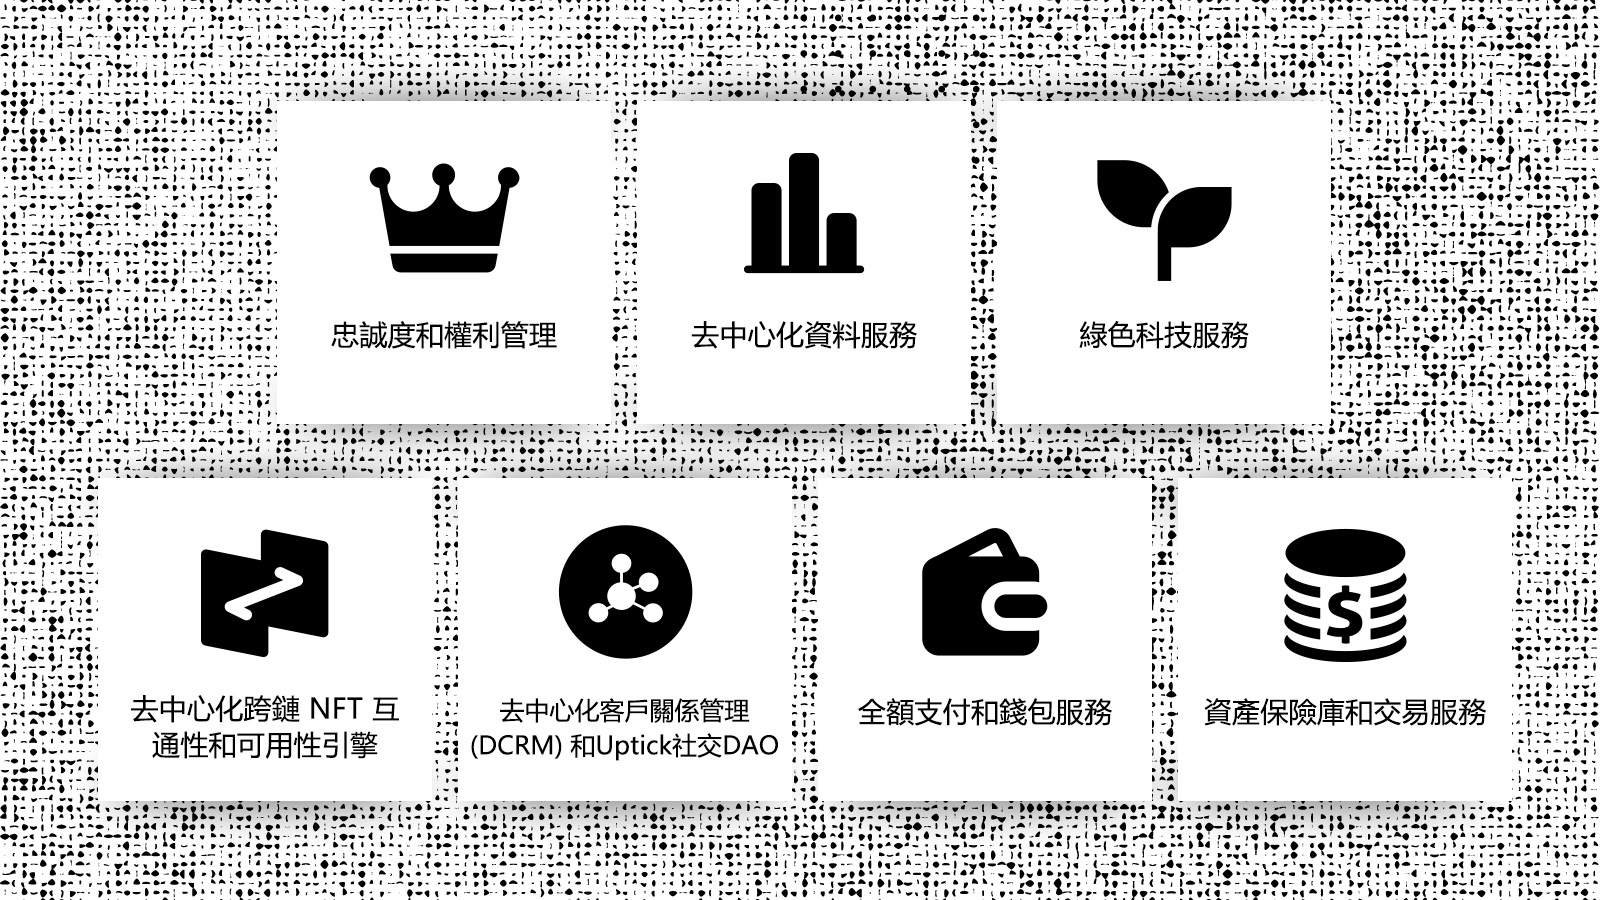 忠誠度和權利管理
去中心化資料服務
綠色科技服務
去中心化跨鏈 NFT 互
通性和可用性引擎
去中心化客戶關係管理
(DCRM) 和Uptick社交DAO
全額支付和錢包服務
資產保險庫和交易服務